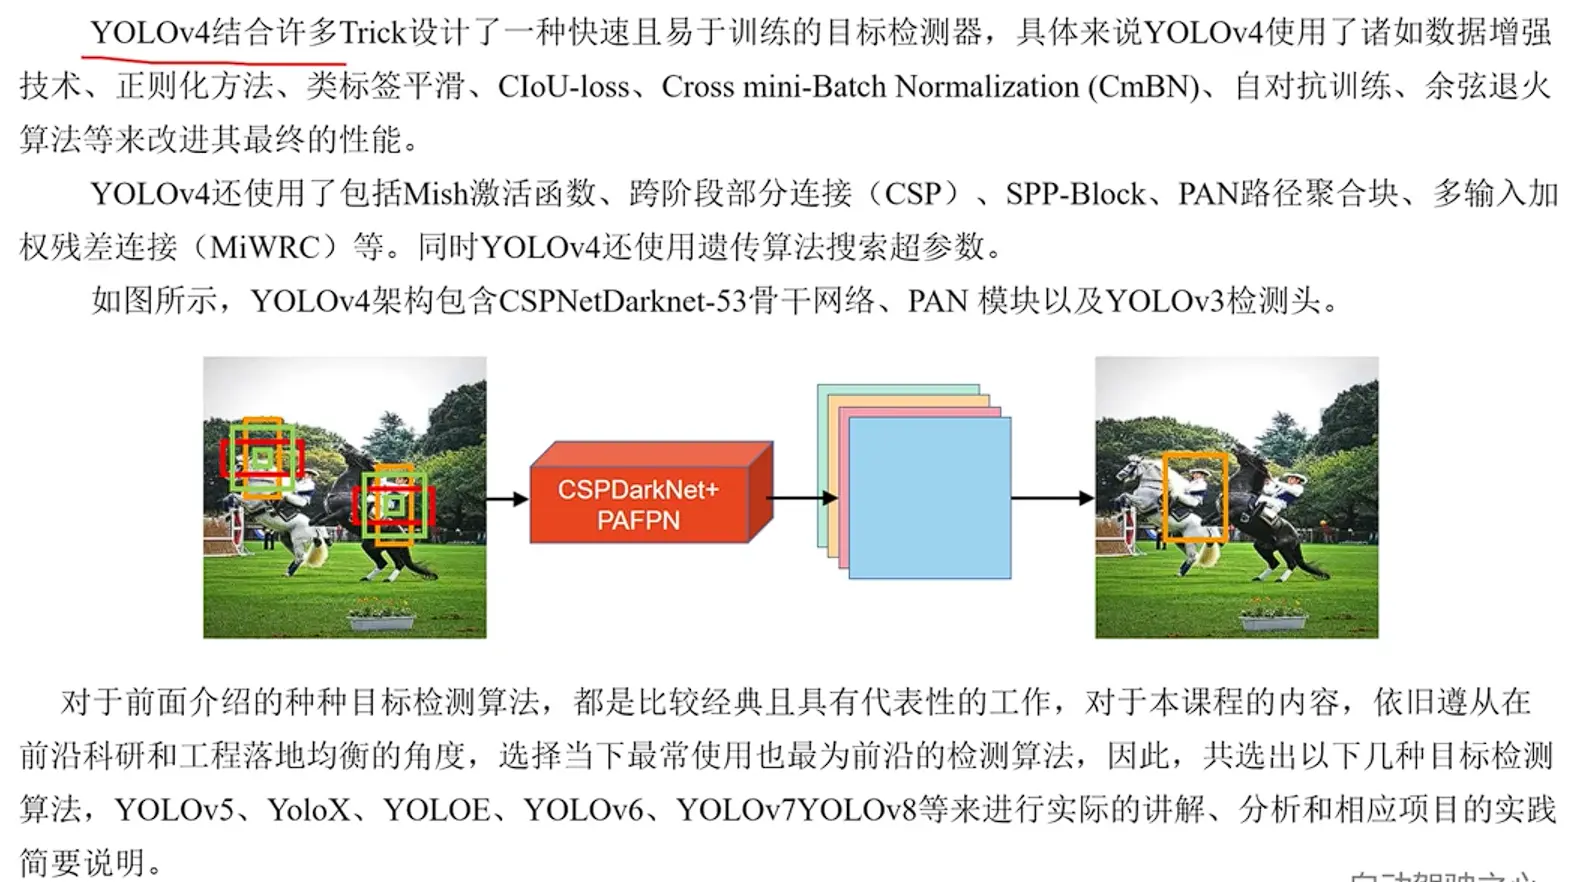 YOLOv4结合许多Trick设计了一种快速且易于训练的目标检测器，具体来说YOLOv4使用了诸如数据增强
技术、正则化方法、类标签平滑、CIoU-loss、Cross mini-Batch Normalization (CmBN)、自对抗训练、余弦退火
算法等来改进其最终的性能。
YOLOv4还使用了包括Mish激活函数、跨阶段部分连接（CSP）、SPP-Block、PAN路径聚合块、多输入加
权残差连接（MiWRC）等。同时YOLOv4还使用遗传算法搜索超参数。
如图所示，YOLOv4架构包含CSPNetDarknet-53骨干网络、PAN 模块以及YOLOv3检测头。
CSPDarkNet+
PAFPN
对于前面介绍的种种目标检测算法，都是比较经典且具有代表性的工作，对于本课程的内容，依旧遵从在
前沿科研和工程落地均衡的角度，选择当下最常使用也最为前沿的检测算法，因此，共选出以下几种目标检测
算法，YOLOv5、YoloX、YOLOE、YOLOv6、YOLOv7YOLOv8等来进行实际的讲解、分析和相应项目的实践
简要说明。